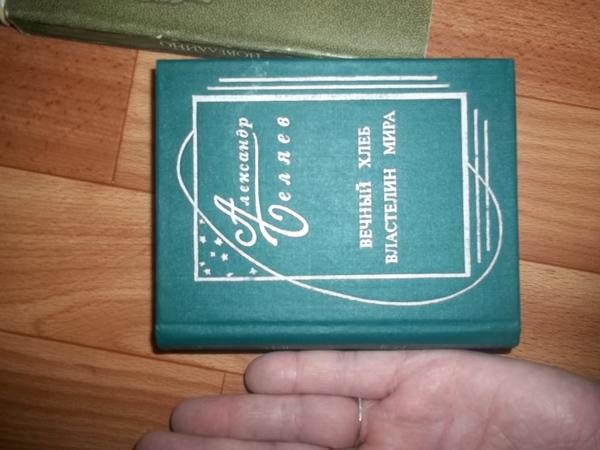 Александр
Беляев
ВЕЧНЫЙ ХЛЕБ
ВЛАСТЕЛИН МИРА